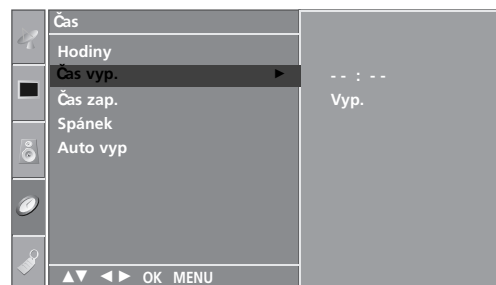 Čas
Hodiny
Čas vyp. ►
- - : - -
Čas zap.
Vyp.
Spánek
Auto vyp
▲▼ ◄► OK MENU